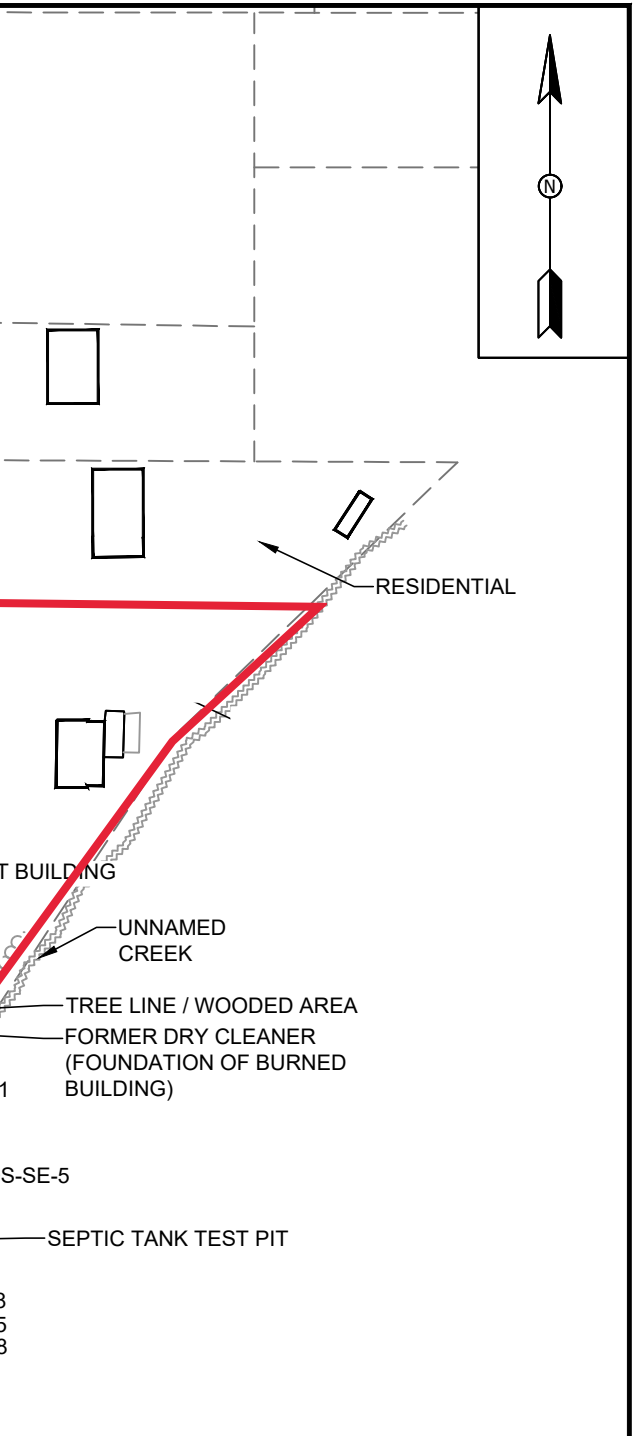 N
RESIDENTIAL
T BUILDING
UNNAMED
CREEK
TREE LINE / WOODED AREA
FORMER DRY CLEANER
(FOUNDATION OF BURNED
BUILDING)
1
S-SE-5
SEPTIC TANK TEST PIT
3
5
8